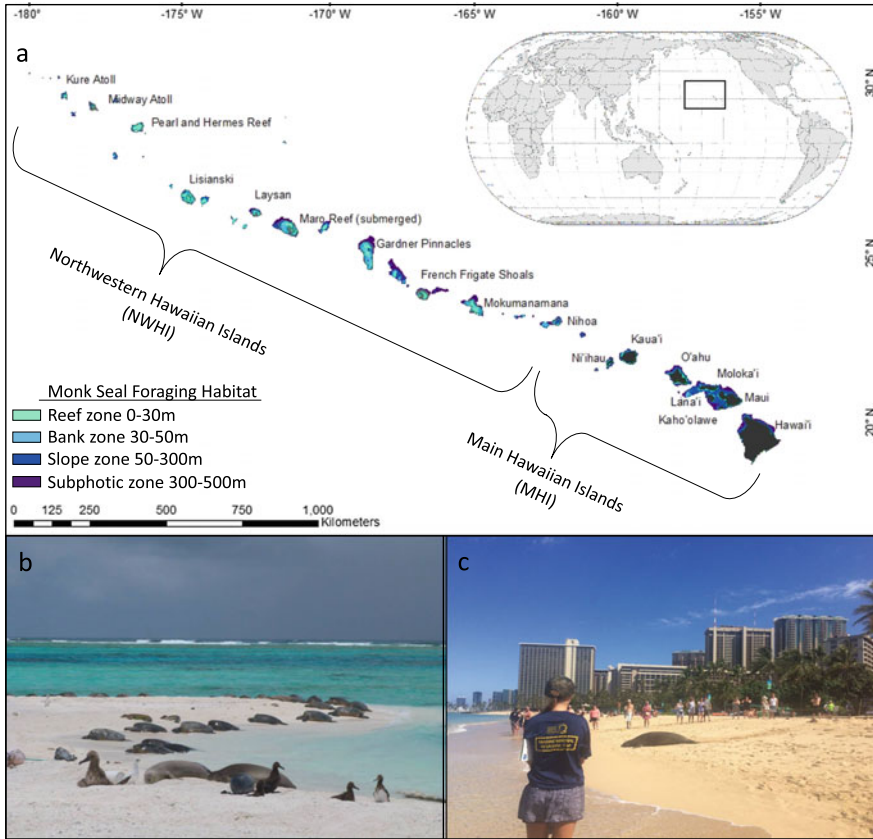 -180°
-175°
-170°
-165°
-160°
-155°
a
30° N
25° N
20° N
Kure Atoll
Midway Atoll
Pearl and Hermes Reef
Lisianski
Laysan
Maro Reef (submerged)
Gardner Pinnacles
French Frigate Shoals
Mokumanamana
Nihoa
Kaua'i
Ni'ihau
O'ahu
Moloka'i
Lana'i
Maui
Kaho'olawe
Hawai'i
Northwestern Hawaiian Islands
(NWHI)
Main Hawaiian Islands
(MHI)
Monk Seal Foraging Habitat
Reef zone 0-30m
Bank zone 30-50m
Slope zone 50-300m
Subphotic zone 300-500m
0 125 250 500 750 1,000
Kilometers
b
c